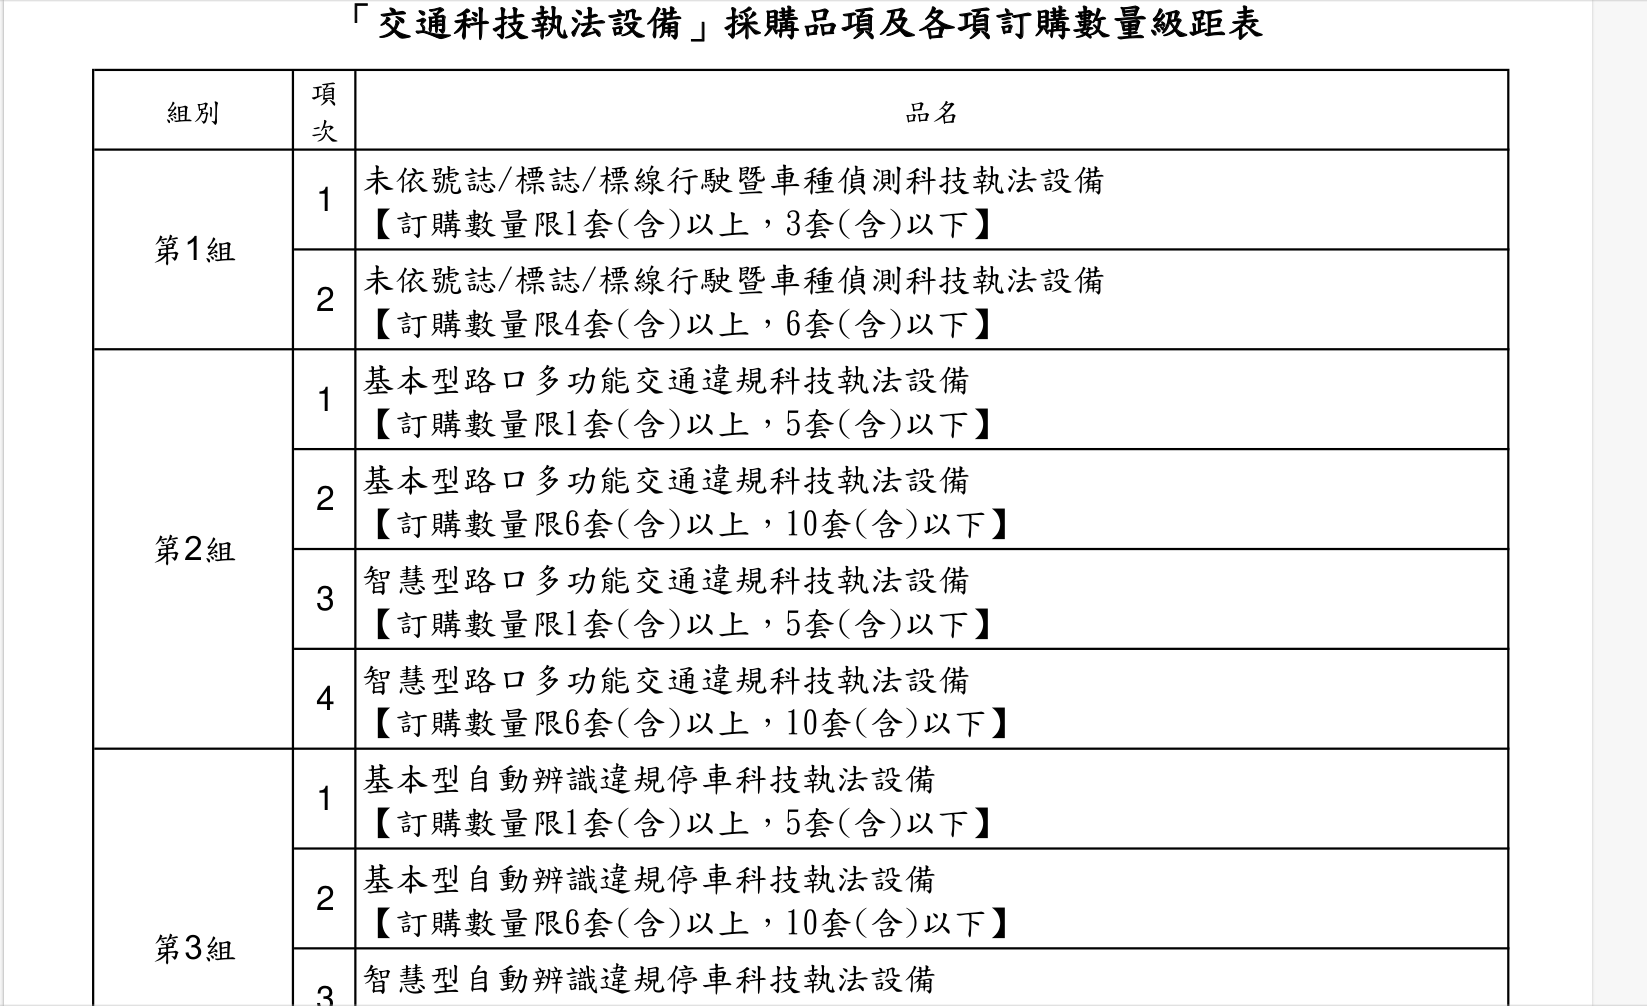 「交通科技執法設備」採購品項及各項訂購數量級距表
組別 項次 品名
第1組
1 未依號誌/標誌/標線行駛暨車種偵測科技執法設備
【訂購數量限1套(含)以上，3套(含)以下】
2 未依號誌/標誌/標線行駛暨車種偵測科技執法設備
【訂購數量限4套(含)以上，6套(含)以下】
第2組
1 基本型路口多功能交通違規科技執法設備
【訂購數量限1套(含)以上，5套(含)以下】
2 基本型路口多功能交通違規科技執法設備
【訂購數量限6套(含)以上，10套(含)以下】
3 智慧型路口多功能交通違規科技執法設備
【訂購數量限1套(含)以上，5套(含)以下】
4 智慧型路口多功能交通違規科技執法設備
【訂購數量限6套(含)以上，10套(含)以下】
第3組
1 基本型自動辨識違規停車科技執法設備
【訂購數量限1套(含)以上，5套(含)以下】
2 基本型自動辨識違規停車科技執法設備
【訂購數量限6套(含)以上，10套(含)以下】
3 智慧型自動辨識違規停車科技執法設備